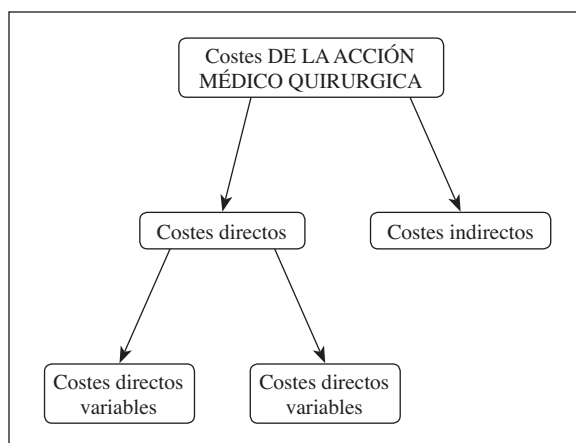 Costes DE LA ACCIÓN
MÉDICO QUIRURGICA
Costes directos
Costes indirectos
Costes directos
variables
Costes directos
variables